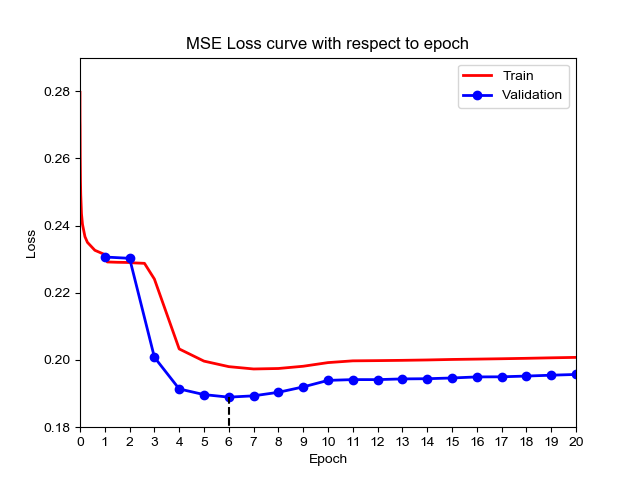 MSE Loss curve with respect to epoch
Train
Validation
0.28
0.26
0.24
0.22
0.20
0.18
Loss
0 1 2 3 4 5 6 7 8 9 10 11 12 13 14 15 16 17 18 19 20
Epoch